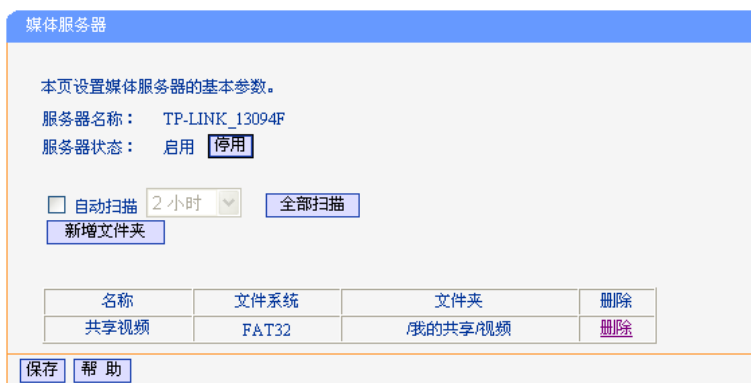 媒体服务器
本页设置媒体服务器的基本参数。
服务器名称： TP-LINK_13094F
服务器状态： 启用 停用
自动扫描 2 小时 全部扫描
新增文件夹
名称 文件系统 文件夹 删除
共享视频 FAT32 /我的共享/视频 删除
保存 帮 助